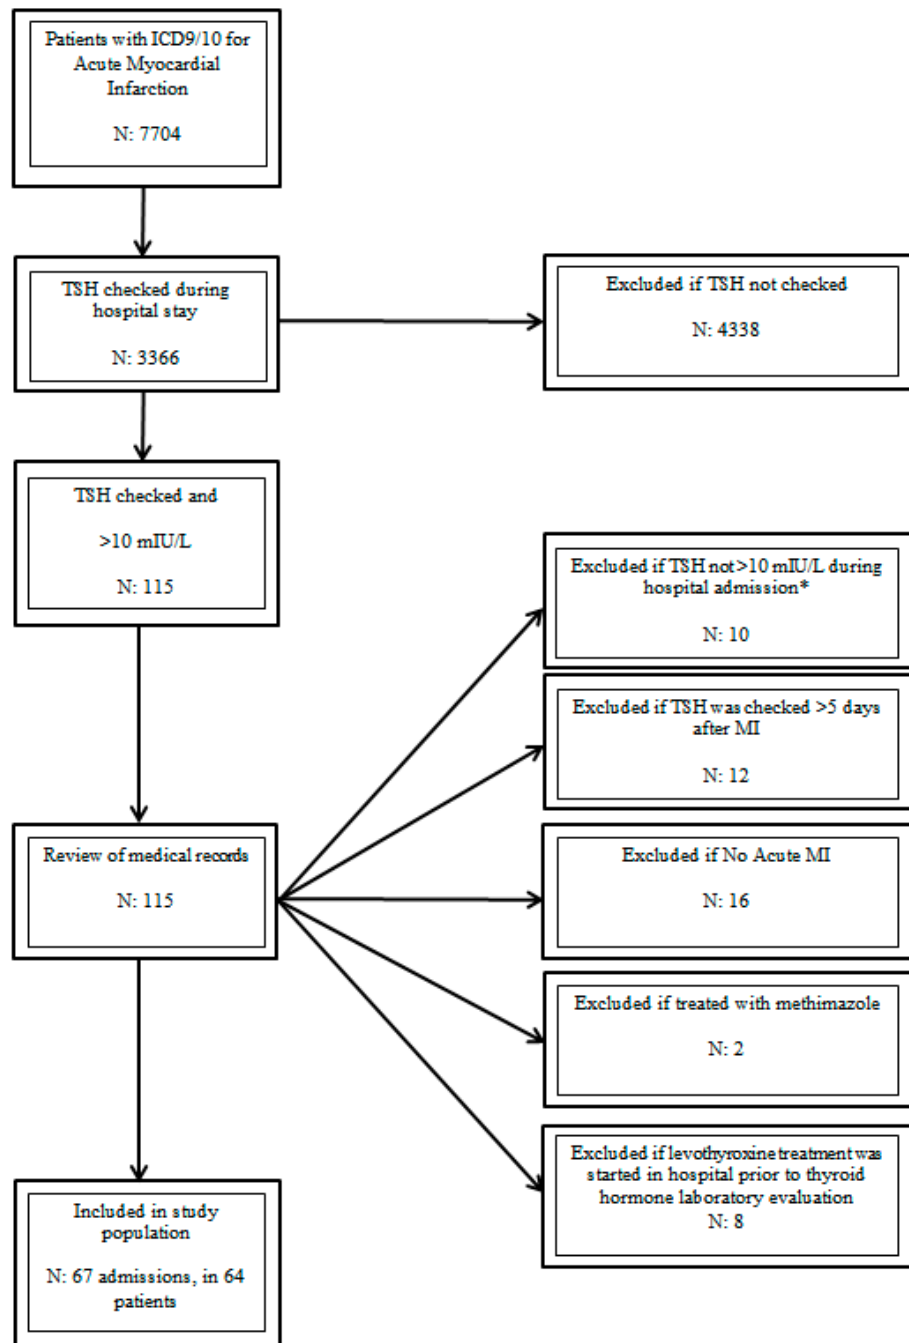 Patients with ICD9/10 for
Acute Myocardial
Infarction
N: 7704
TSH checked during
hospital stay
N: 3366
Excluded if TSH not checked
N: 4338
TSH checked and
>10 mIU/L
N: 115
Excluded if TSH not >10 mIU/L during
hospital admission*
N: 10
Excluded if TSH was checked >5 days
after MI
N: 12
Review of medical records
N: 115
Excluded if No Acute MI
N: 16
Excluded if treated with methimazole
N: 2
Excluded if levothyroxine treatment was
started in hospital prior to thyroid
hormone laboratory evaluation
N: 8
Included in study
population
N: 67 admissions, in 64
patients